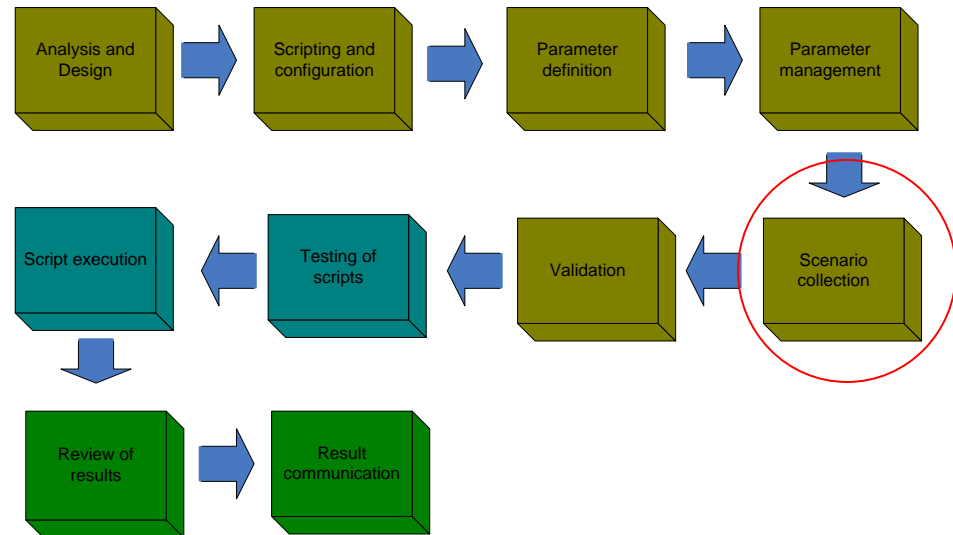 Analysis and
Design
Scripting and
configuration
Parameter
definition
Parameter
management
Scenario
collection
Validation
Testing of
scripts
Script execution
Review of
results
Result
communication